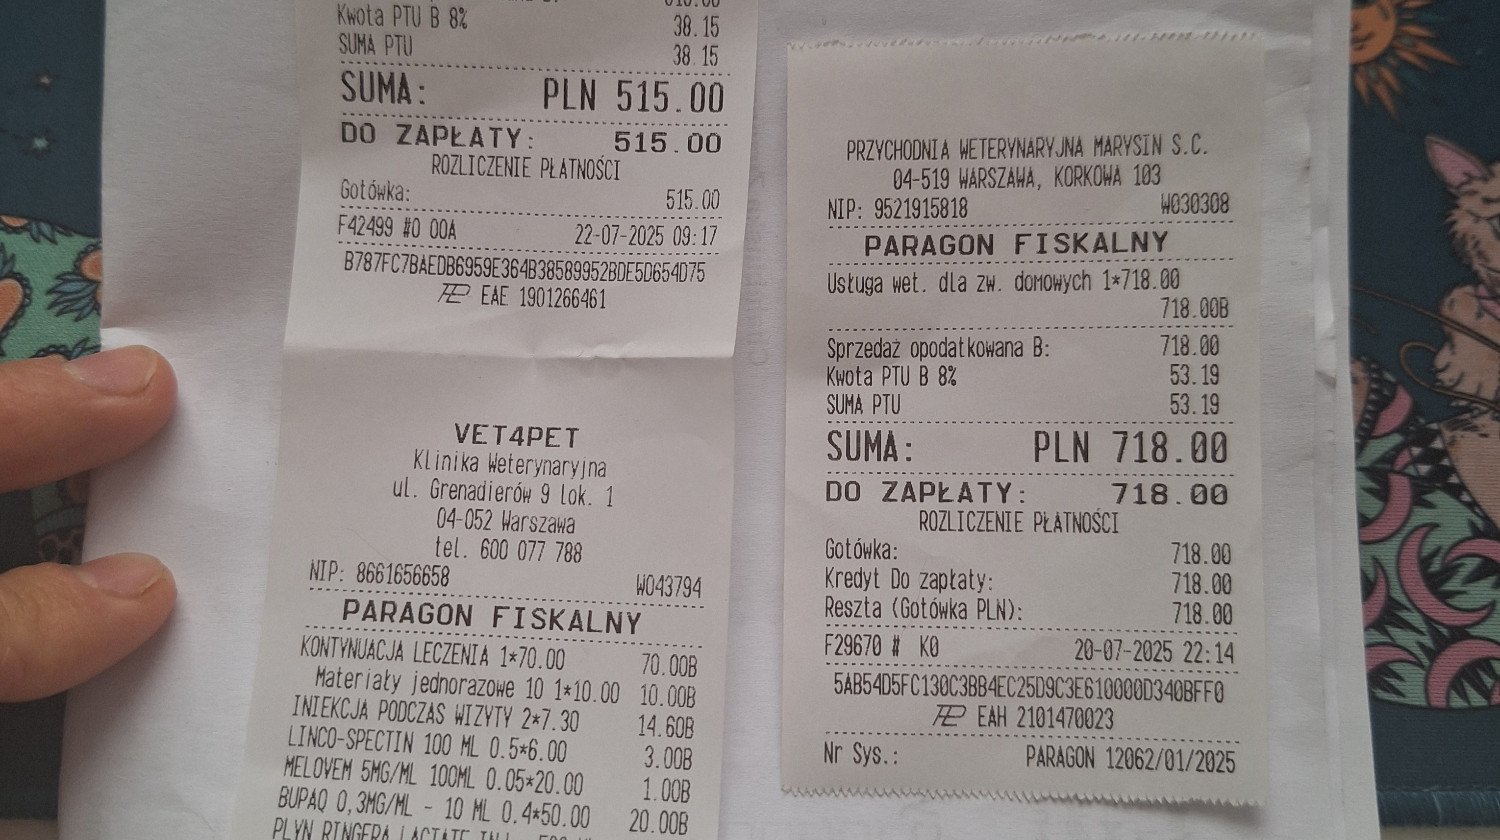 Kwota PTU B 8% 38.15
SUMA PTU 38.15
SUMA: PLN 515.00
DO ZAPŁATY: 515.00
ROZLICZENIE PŁATNOŚCI
Gotówka: 515.00
F42499 #0 00A 22-07-2025 09:17
B787FC7BAEDB6959E364B38589952BDE5D654D75
EAE 1901266461
VET4PET
Klinika Weterynaryjna
ul. Grenadierów 9 lok. 1
04-052 Warszawa
tel. 600 077 788
NIP: 8661656658 W043794
PARAGON FISKALNY
KONTYNUACJA LECZENIA 1*70.00 70.00B
Materiały jednorazowe 10 1*10.00 10.00B
INIEKCJA PODCZAS WIZYTY 2*7.30 14.60B
LINCO-SPECTIN 100 ML 0.5*6.00 3.00B
MELOVEM 5MG/ML 100ML 0.05*20.00 1.00B
BUPAQ 0,3MG/ML - 10 ML 0.4*50.00 20.00B
PŁYN RINGERA
PRZYCHODNIA WETERYNARYJNA MARYSIN S.C.
04-519 WARSZAWA, KORKOWA 103
NIP: 9521915818 W030308
PARAGON FISKALNY
Usługa wet. dla zw. domowych 1*718.00
718.00B
Sprzedaż opodatkowana B: 718.00
Kwota PTU B 8% 53.19
SUMA PTU 53.19
SUMA: PLN 718.00
DO ZAPŁATY: 718.00
ROZLICZENIE PŁATNOŚCI
Gotówka: 718.00
Kredyt Do zapłaty: 718.00
Reszta (Gotówka PLN): 718.00
F29670 # K0 20-07-2025 22:14
5AB54D5FC130C3BB4EC25D9C3E610000D340BFF0
EAH 2101470023
Nr Sys.: PARAGON 12062/01/2025